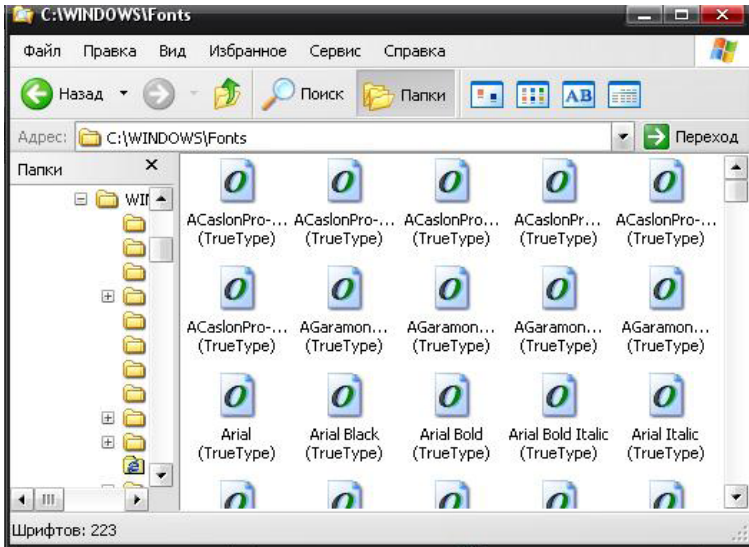 C:\WINDOWS\Fonts
Файл Правка Вид Избранное Сервис Справка
Назад Поиск Папки AB
Адрес: C:\WINDOWS\Fonts Переход
Папки
WI
ACaslonPro-... ACaslonPro-... ACaslonPro... ACaslonPr... ACaslonPro-...
(TrueType) (TrueType) (TrueType) (TrueType) (TrueType)
ACaslonPro-... AGaramon... AGaramon... AGaramon... AGaramon...
(TrueType) (TrueType) (TrueType) (TrueType) (TrueType)
Arial Arial Black Arial Bold Arial Bold Italic Arial Italic
(TrueType) (TrueType) (TrueType) (TrueType) (TrueType)
Шрифтов: 223